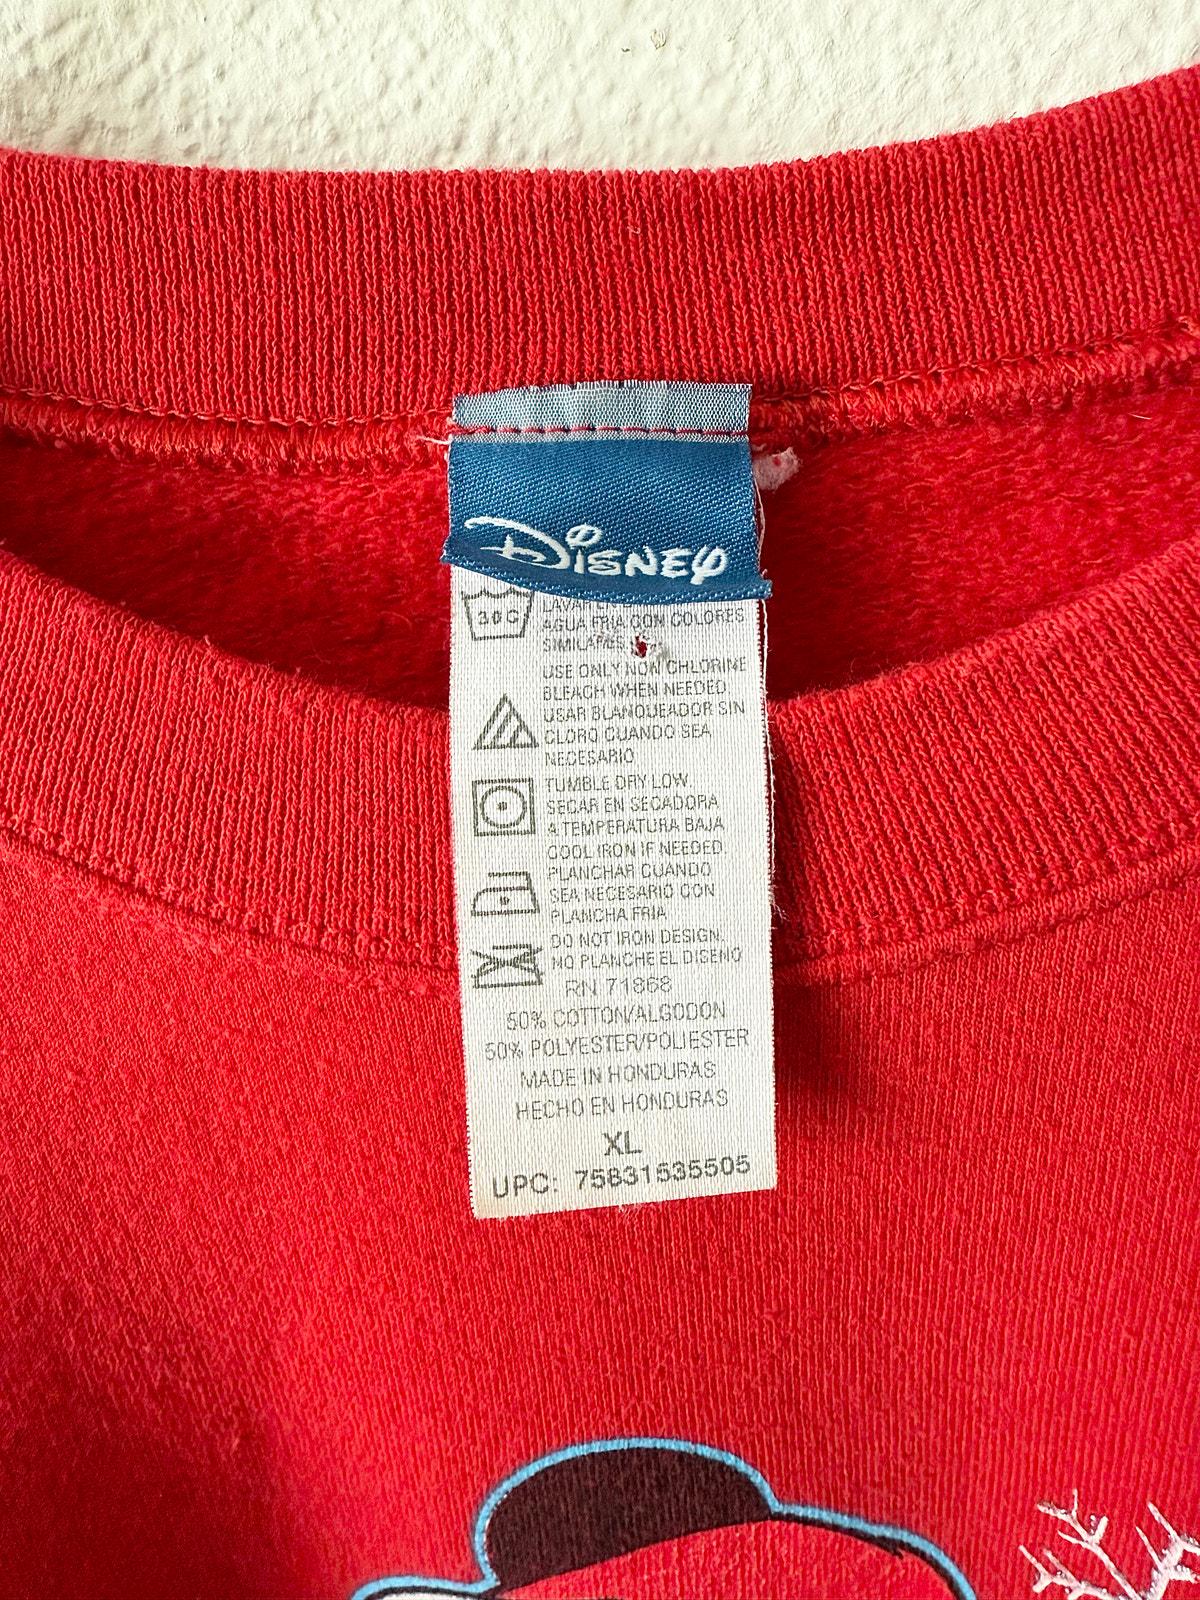 DISNEY
30C
AGUA FRIA CON COLORES
SIMILARES
USE ONLY NON CHLORINE
BLEACH WHEN NEEDED.
USAR BLANQUEADOR SIN
CLORO CUANDO SEA
NECESARIO
TUMBLE DRY LOW.
SECAR EN SECADORA
A TEMPERATURA BAJA
COOL IRON IF NEEDED.
PLANCHAR CUANDO
SEA NECESARIO CON
PLANCHA FRIA
DO NOT IRON DESIGN.
NO PLANCHE EL DISENO
RN 71868
50% COTTON/ALGODON
50% POLYESTER/POLIESTER
MADE IN HONDURAS
HECHO EN HONDURAS
XL
UPC: 75831535505